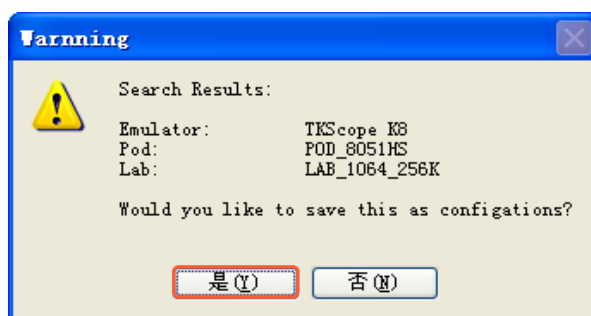 Warnning
Search Results:
Emulator: TKScope K8
Pod: POD_8051HS
Lab: LAB_1064_256K
Would you like to save this as configations?
是(Y) 否(N)